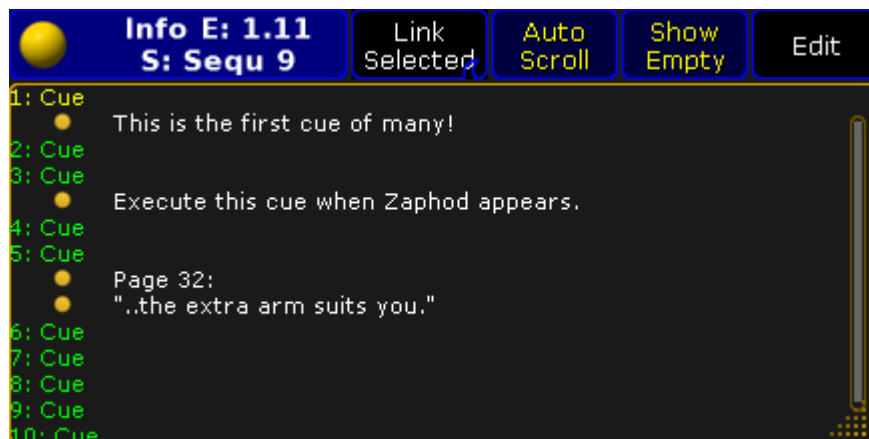 Info E: 1.11
S: Sequ 9
Link
Selected
Auto
Scroll
Show
Empty
Edit
1: Cue
This is the first cue of many!
2: Cue
3: Cue
Execute this cue when Zaphod appears.
4: Cue
5: Cue
Page 32:
"..the extra arm suits you."
6: Cue
7: Cue
8: Cue
9: Cue
10: Cue